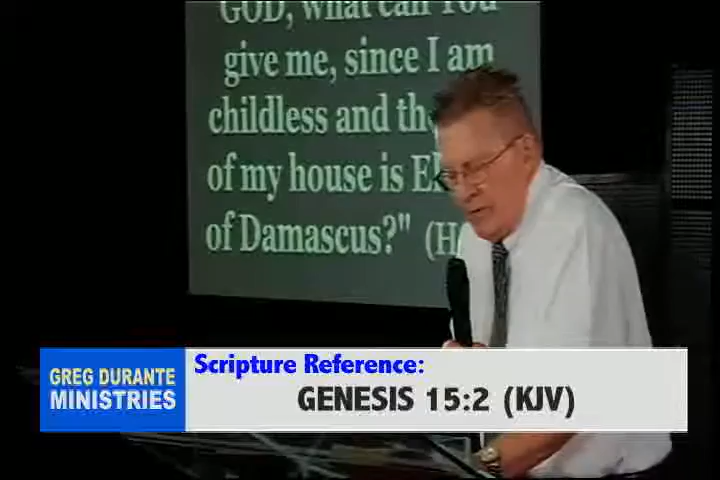 GOD, what can You
give me, since I am
childless and
of my house is
of Damascus?"
Scripture Reference:
GREG DURANTE
MINISTRIES
GENESIS 15:2 (KJV)